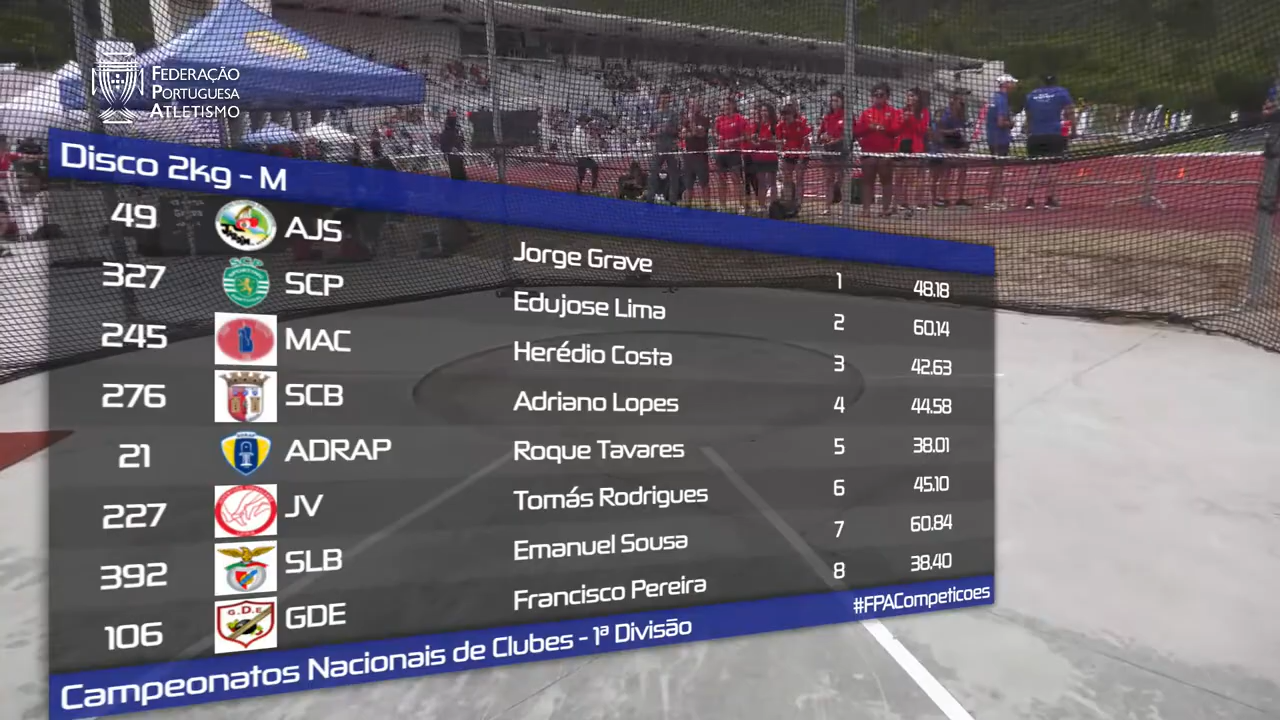 FEDERAÇÃO
PORTUGUESA
ATLETISMO
Disco 2kg - M
49 AJS Jorge Grave 1 48.18
327 SCP Edujose Lima 2 60.14
245 MAC Herédio Costa 3 42.63
276 SCB Adriano Lopes 4 44.58
21 ADRAP Roque Tavares 5 38.01
227 JV Tomás Rodrigues 6 45.10
392 SLB Emanuel Sousa 7 60.84
106 GDE Francisco Pereira 8 38.40
#FPACompeticoes
Campeonatos Nacionais de Clubes - 1ª Divisão